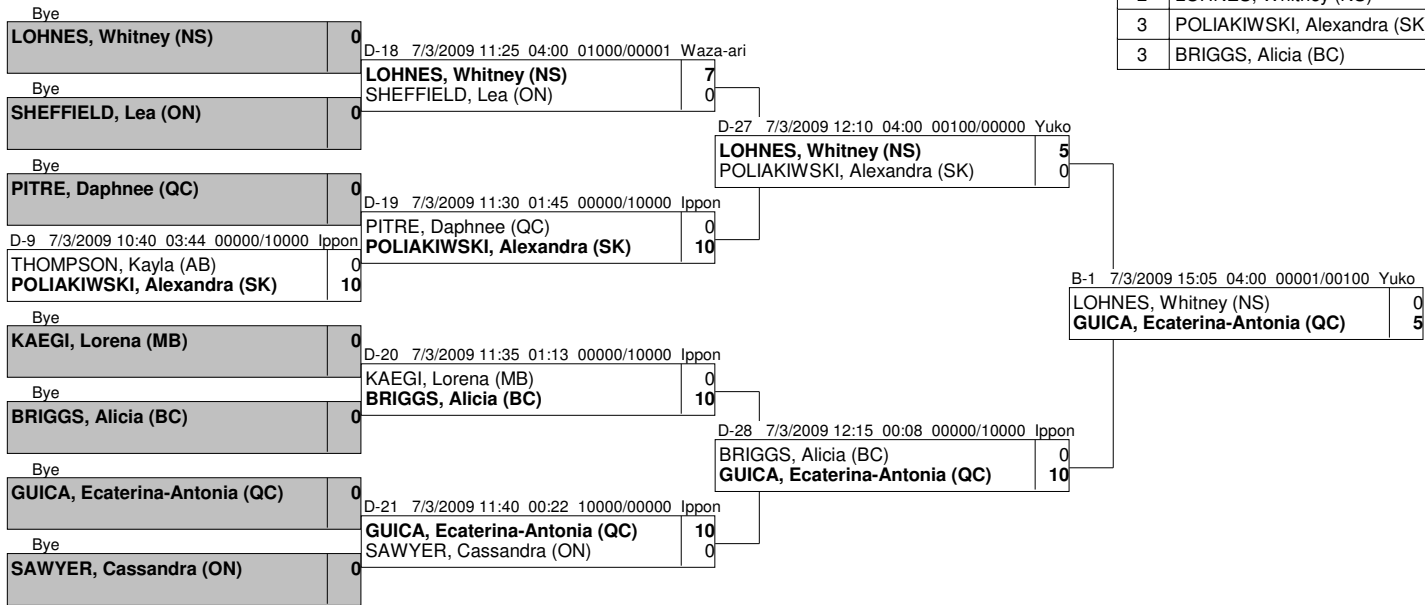 Bye
LOHNES, Whitney (NS) 0
Bye
SHEFFIELD, Lea (ON) 0
Bye
PITRE, Daphnee (QC) 0
D-9 7/3/2009 10:40 03:44 00000/10000 Ippon
THOMPSON, Kayla (AB) 0
POLIAKIWSKI, Alexandra (SK) 10
Bye
KAEGI, Lorena (MB) 0
Bye
BRIGGS, Alicia (BC) 0
Bye
GUICA, Ecaterina-Antonia (QC) 0
Bye
SAWYER, Cassandra (ON) 0
D-18 7/3/2009 11:25 04:00 01000/00001 Waza-ari
LOHNES, Whitney (NS) 7
SHEFFIELD, Lea (ON) 0
D-19 7/3/2009 11:30 01:45 00000/10000 Ippon
PITRE, Daphnee (QC) 0
POLIAKIWSKI, Alexandra (SK) 10
D-20 7/3/2009 11:35 01:13 00000/10000 Ippon
KAEGI, Lorena (MB) 0
BRIGGS, Alicia (BC) 10
D-21 7/3/2009 11:40 00:22 10000/00000 Ippon
GUICA, Ecaterina-Antonia (QC) 10
SAWYER, Cassandra (ON) 0
D-27 7/3/2009 12:10 04:00 00100/00000 Yuko
LOHNES, Whitney (NS) 5
POLIAKIWSKI, Alexandra (SK) 0
D-28 7/3/2009 12:15 00:08 00000/10000 Ippon
BRIGGS, Alicia (BC) 0
GUICA, Ecaterina-Antonia (QC) 10
B-1 7/3/2009 15:05 04:00 00001/00100 Yuko
LOHNES, Whitney (NS) 0
GUICA, Ecaterina-Antonia (QC) 5
2 LOHNES, Whitney (NS)
3 POLIAKIWSKI, Alexandra (SK
3 BRIGGS, Alicia (BC)